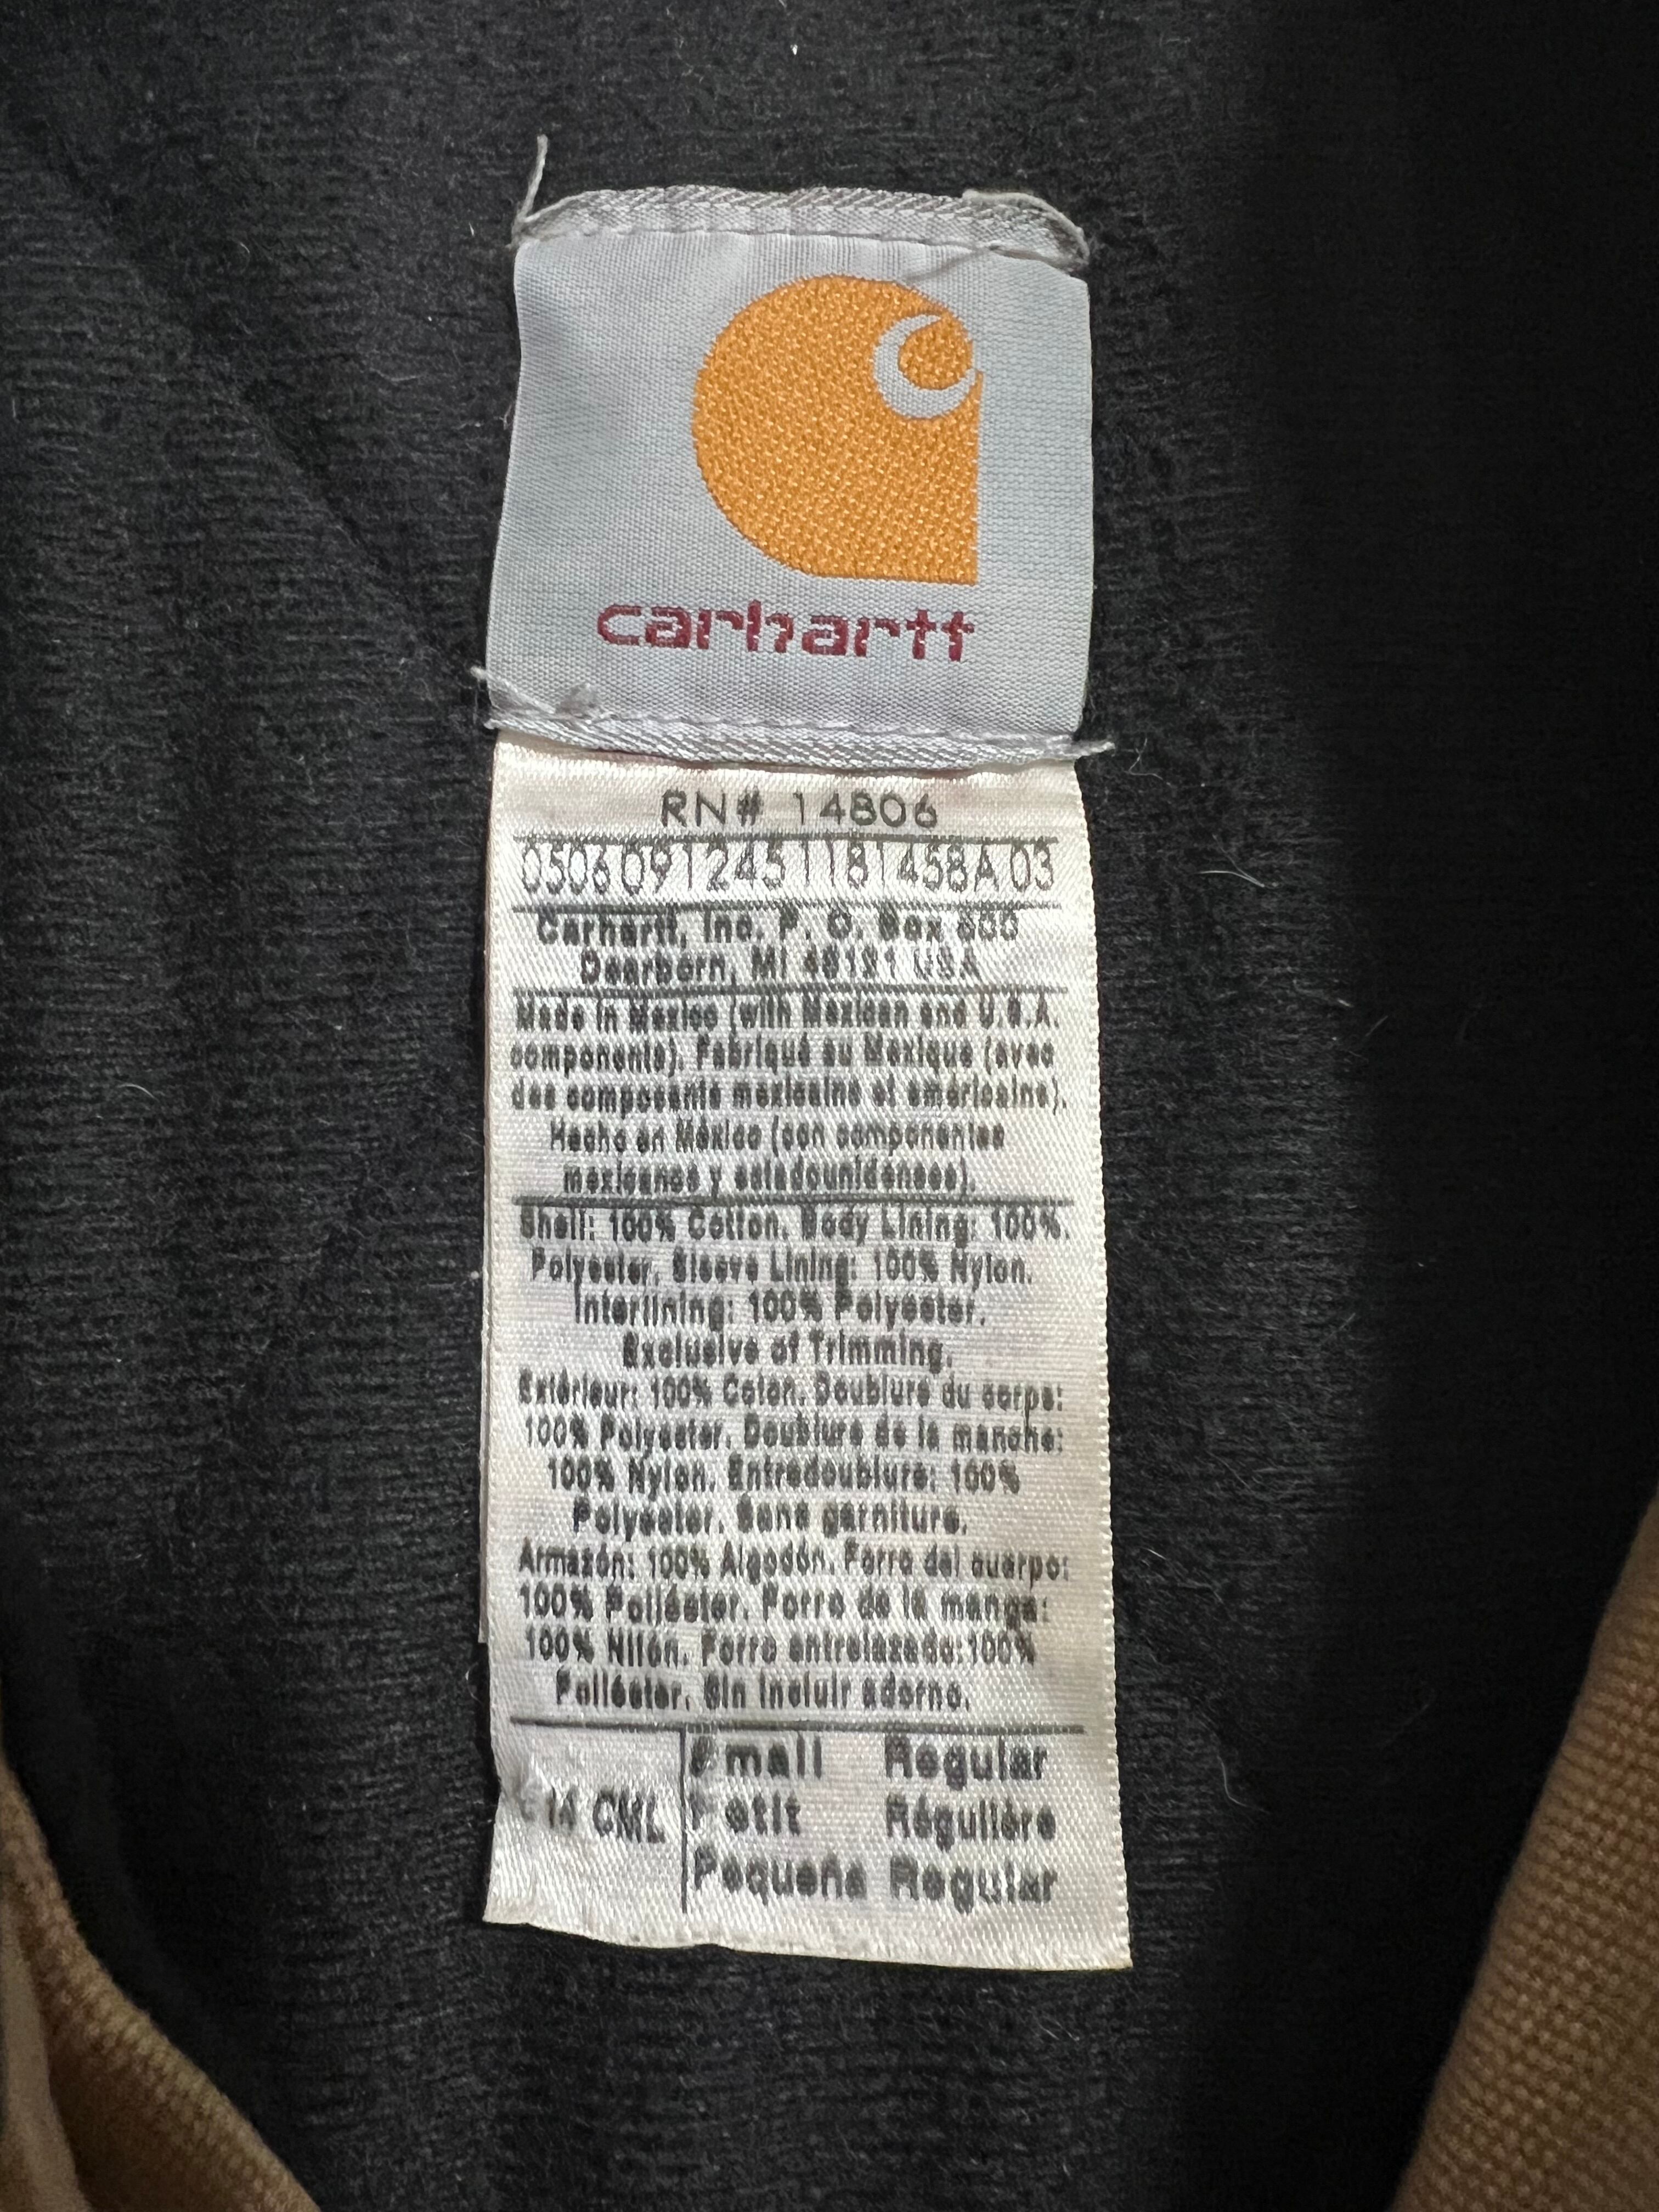 carhartt
RN# 14806
05060912451181458A03
Carhartt, Inc. P. O. Box 600
Dearborn, MI 48121 USA
Made in Mexico (with Mexican and U.S.A.
components). Fabriqué au Mexique (avec
des composants mexicains et américains).
Hecho en México (con componentes
mexicanos y estadounidenses).
Shell: 100% Cotton. Body Lining: 100%.
Polyester. Sleeve Lining: 100% Nylon.
Interlining: 100% Polyester.
Exclusive of Trimming.
Extérieur: 100% Coton. Doublure du corps:
100% Polyester. Doublure de la manche:
100% Nylon. Entredoublure: 100%
Polyester. Sans garniture.
Armazón: 100% Algodón. Forro del cuerpo:
100% Poliéster. Forro de la manga:
100% Nilón. Forro entrelazado:100%
Poliéster. Sin incluir adorno.
Small Regular
CML Petit Régulière
Pequeña Regular